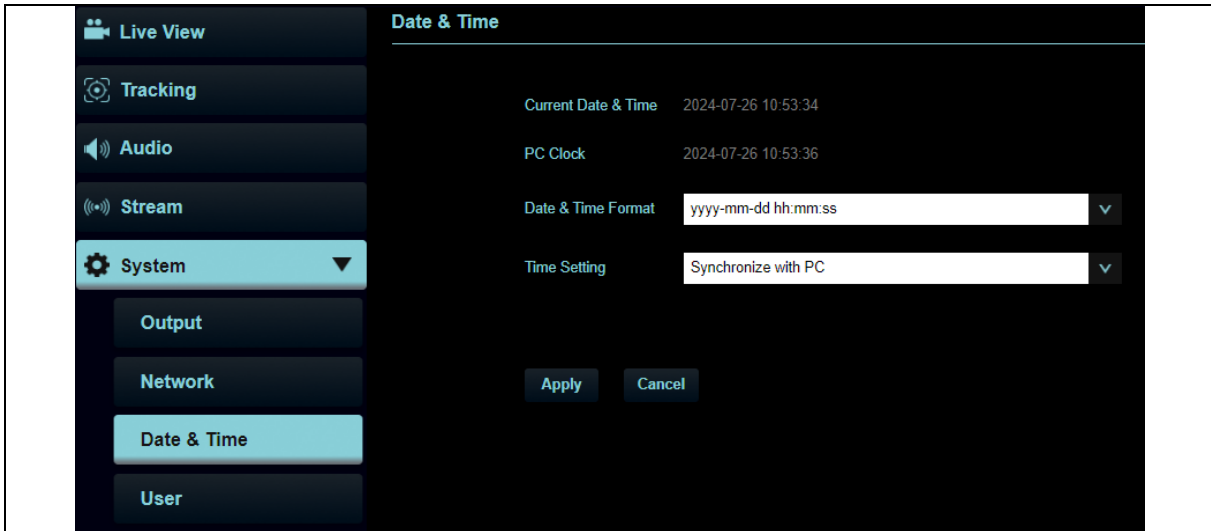 Live View
Tracking
Audio
Stream
System
Output
Network
Date & Time
User
Date & Time
Current Date & Time 2024-07-26 10:53:34
PC Clock 2024-07-26 10:53:36
Date & Time Format yyyy-mm-dd hh:mm:ss
Time Setting Synchronize with PC
Apply Cancel